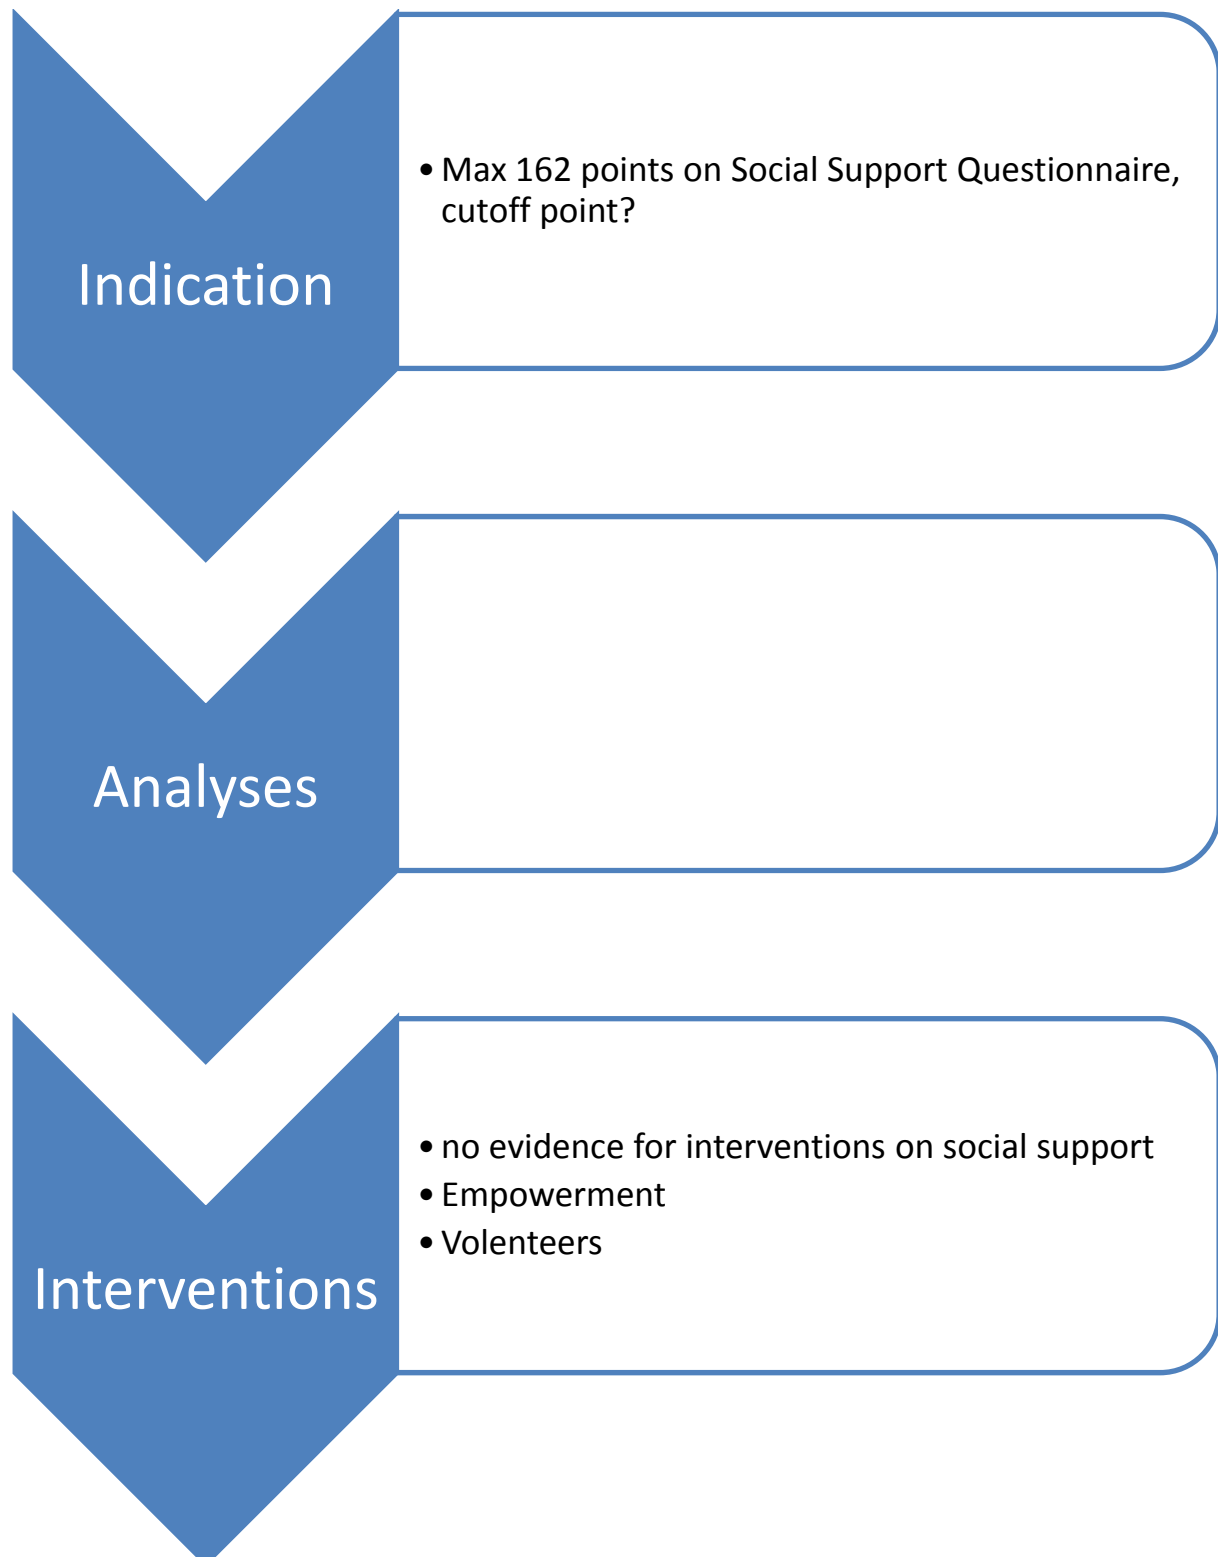 Indication
• Max 162 points on Social Support Questionnaire,
cutoff point?
Analyses
Interventions
• no evidence for interventions on social support
• Empowerment
• Volenteers